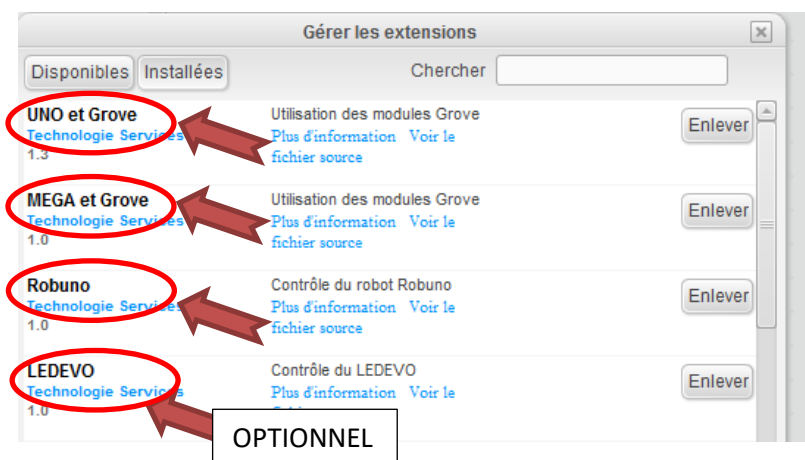 Gérer les extensions
Disponibles Installées Chercher
UNO et Grove Utilisation des modules Grove Enlever
Technologie Services Plus d'information Voir le
1.3 fichier source
MEGA et Grove Utilisation des modules Grove Enlever
Technologie Services Plus d'information Voir le
1.0 fichier source
Robuno Contrôle du robot Robuno Enlever
Technologie Services Plus d'information Voir le
1.0 fichier source
LEDEVO Contrôle du LEDEVO Enlever
Technologie Services Plus d'information Voir le
1.0
OPTIONNEL